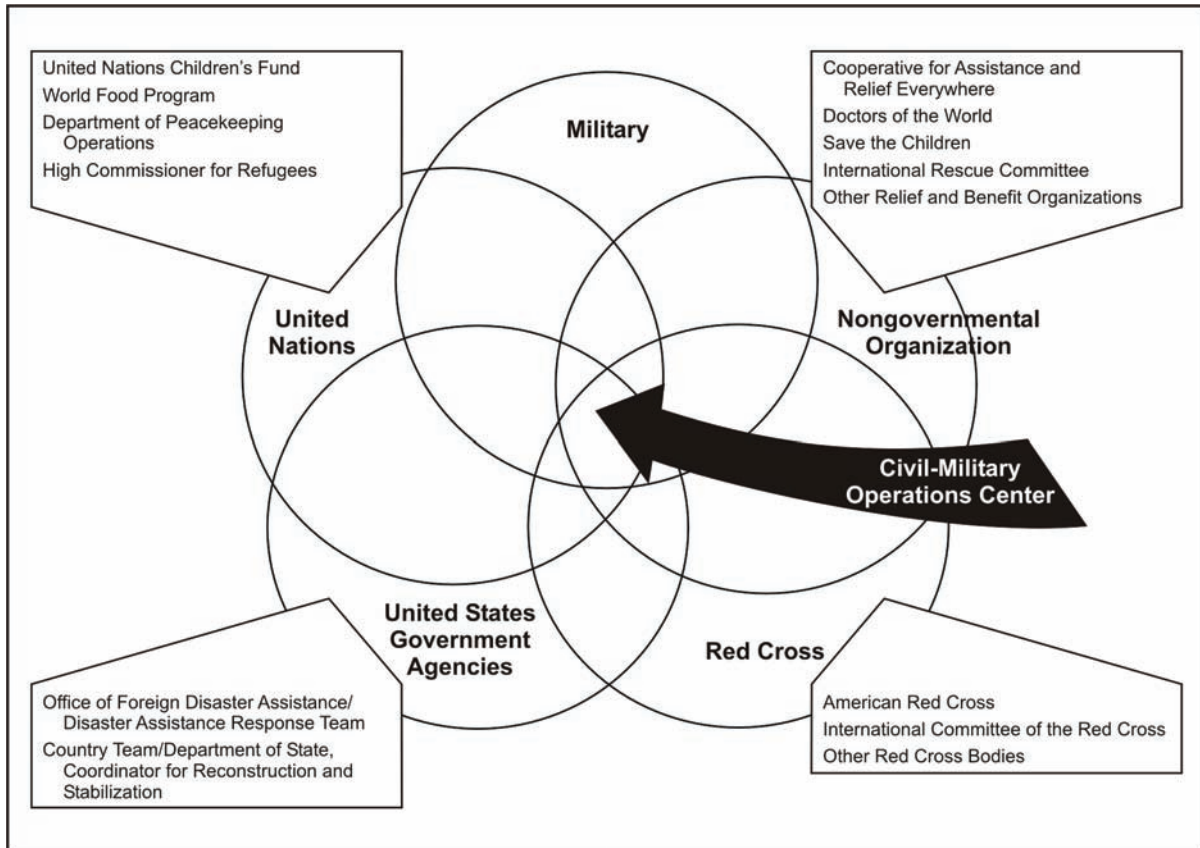 United Nations Children’s Fund
World Food Program
Department of Peacekeeping
Operations
High Commissioner for Refugees
Military
Cooperative for Assistance and
Relief Everywhere
Doctors of the World
Save the Children
International Rescue Committee
Other Relief and Benefit Organizations
United
Nations
Nongovernmental
Organization
Civil-Military
Operations Center
United States
Government
Agencies
Red Cross
Office of Foreign Disaster Assistance/
Disaster Assistance Response Team
Country Team/Department of State,
Coordinator for Reconstruction and
Stabilization
American Red Cross
International Committee of the Red Cross
Other Red Cross Bodies